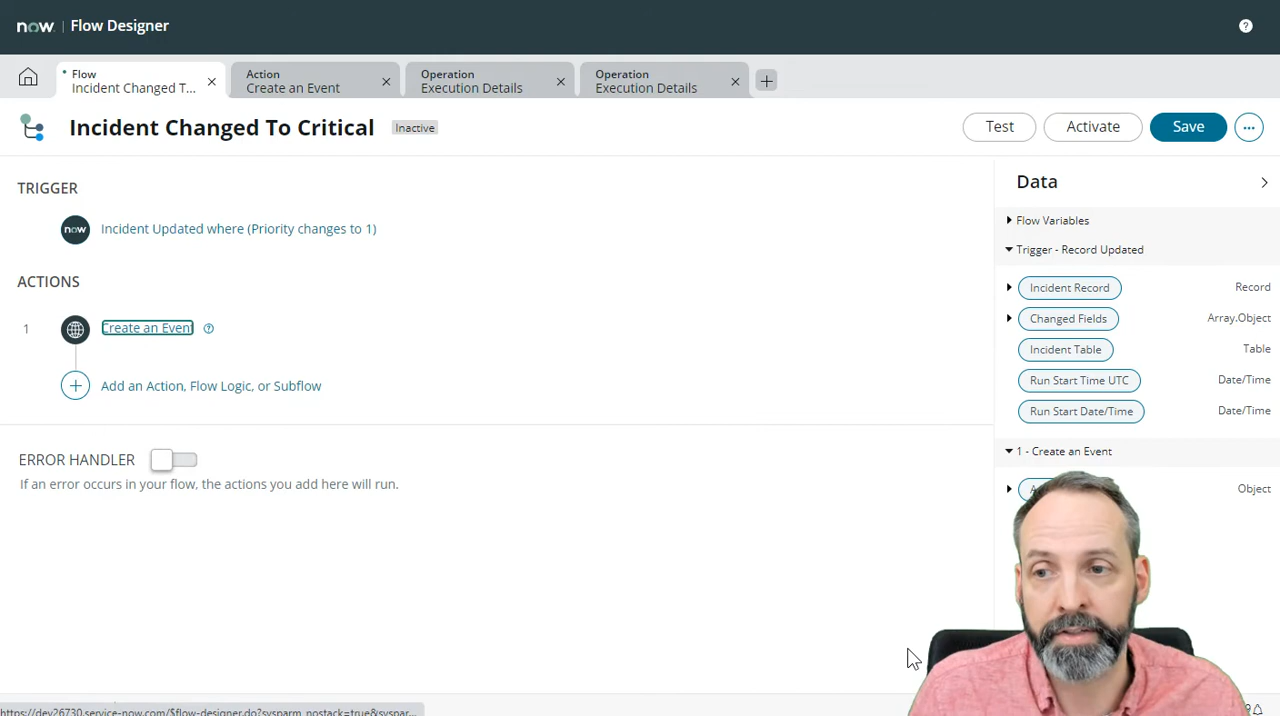 now | Flow Designer
Flow
Incident Changed T...
Action
Create an Event
Operation
Execution Details
Operation
Execution Details
Incident Changed To Critical
Inactive
Test
Activate
Save
TRIGGER
now
Incident Updated where (Priority changes to 1)
ACTIONS
1
Create an Event
Add an Action, Flow Logic, or Subflow
ERROR HANDLER
If an error occurs in your flow, the actions you add here will run.
Data
Flow Variables
Trigger - Record Updated
Incident Record Record
Changed Fields Array.Object
Incident Table Table
Run Start Time UTC Date/Time
Run Start Date/Time Date/Time
1 - Create an Event
Object
https://dev26730.service-now.com/$flow-designer.do?sysparm_nostack=true&syspar...